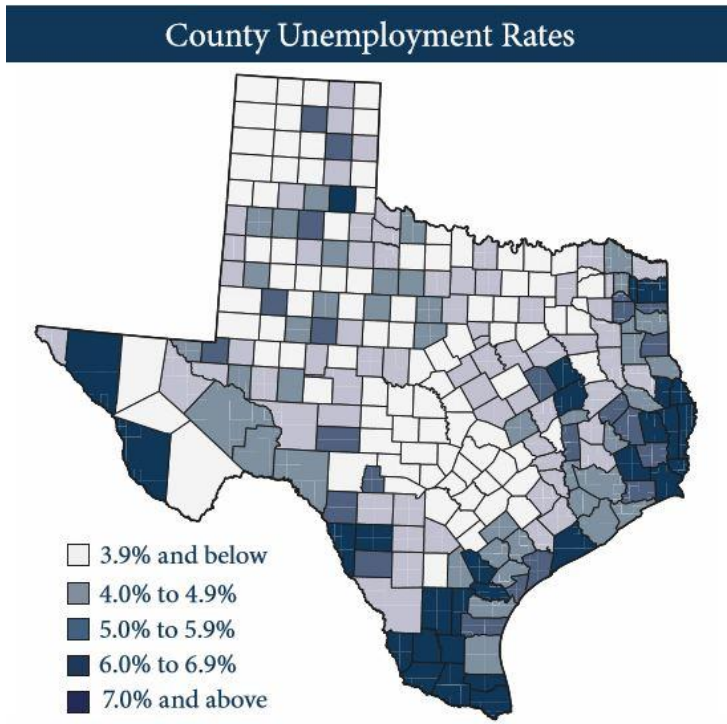 County Unemployment Rates
3.9% and below
4.0% to 4.9%
5.0% to 5.9%
6.0% to 6.9%
7.0% and above